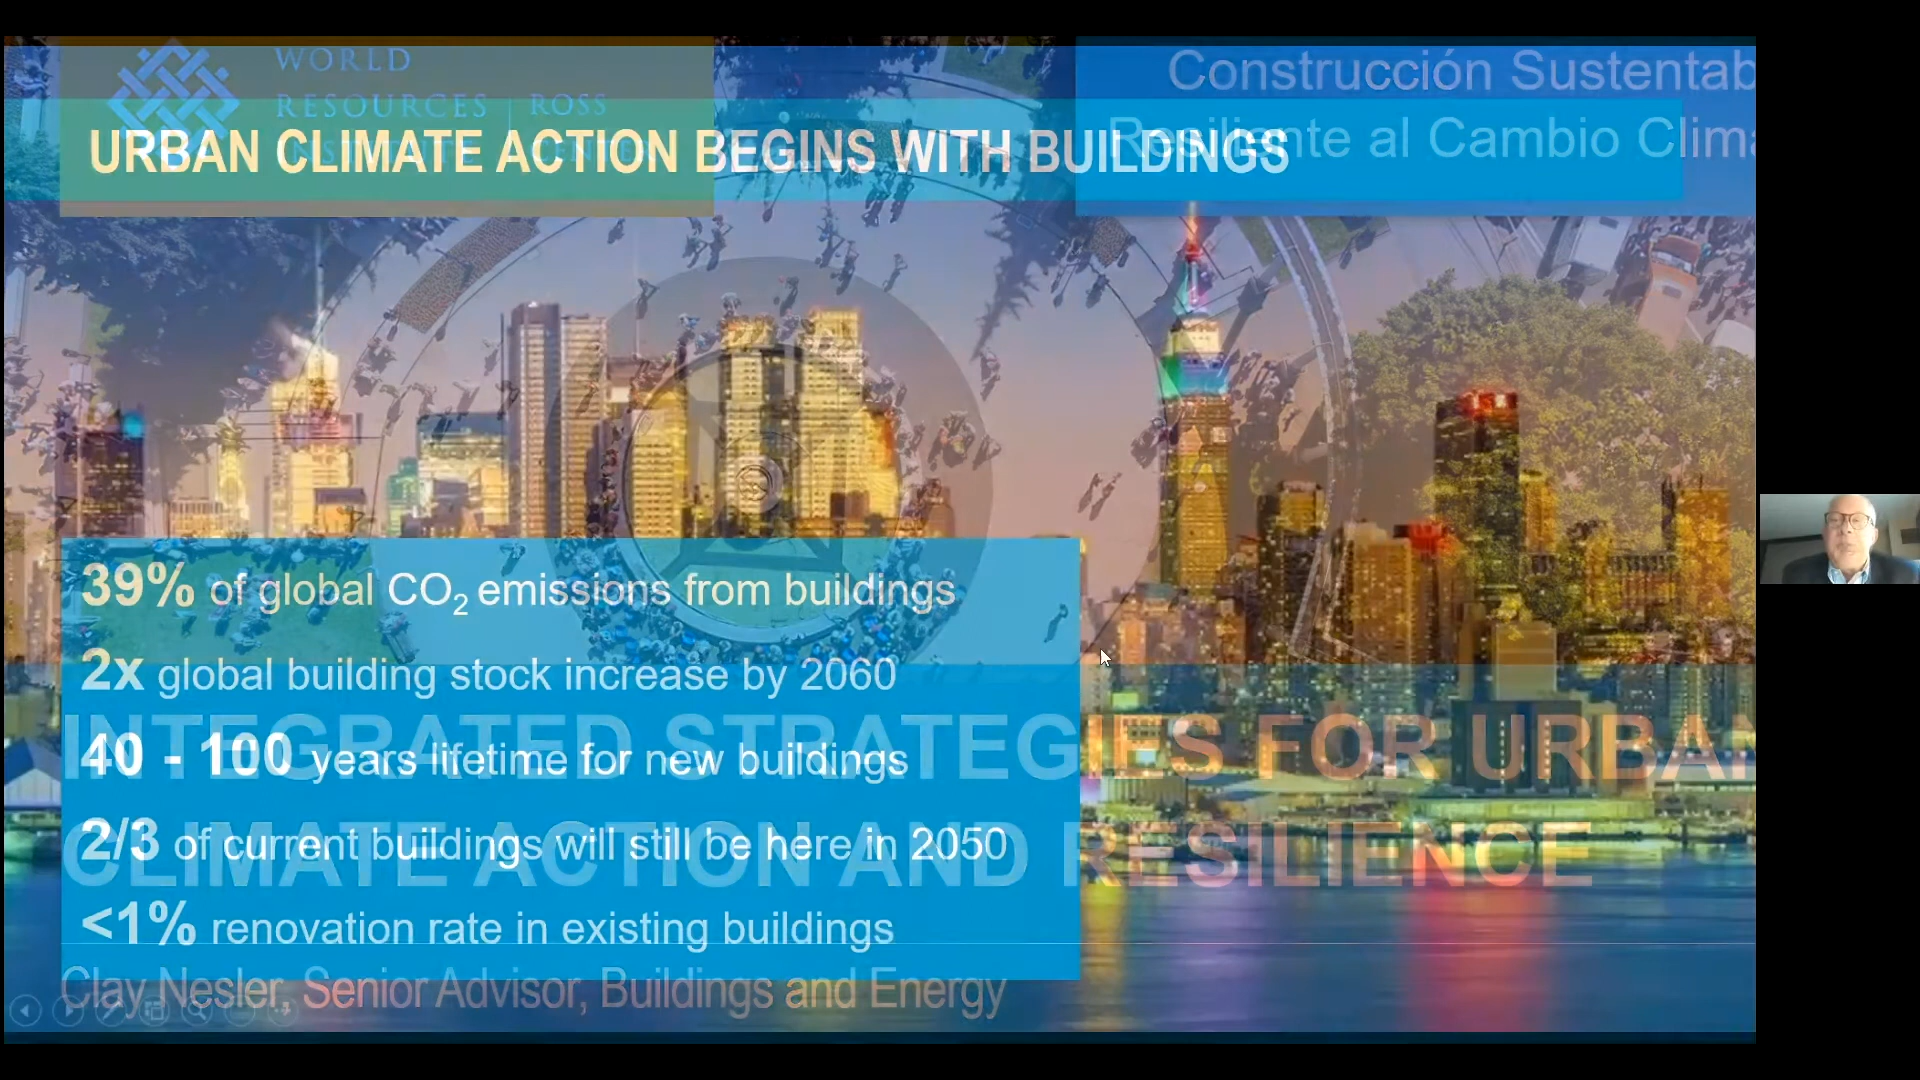 WORLD
RESOURCES | ROSS
Construcción Sustentab
Resiliente al Cambio Clima
URBAN CLIMATE ACTION BEGINS WITH BUILDINGS
39% of global CO₂ emissions from buildings
2x global building stock increase by 2060
40 - 100 years lifetime for new buildings
2/3 of current buildings will still be here in 2050
<1% renovation rate in existing buildings
INTEGRATED STRATEGIES FOR URBAN
CLIMATE ACTION AND RESILIENCE
Clay Nesler, Senior Advisor, Buildings and Energy